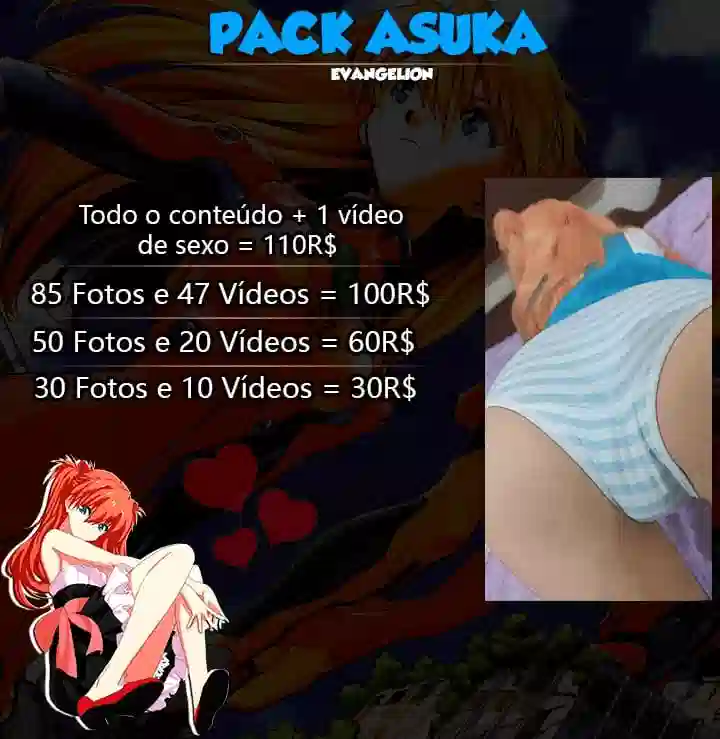 PACK ASUKA
EVANGELION
Todo o conteúdo + 1 vídeo
de sexo = 110R$
85 Fotos e 47 Vídeos = 100R$
50 Fotos e 20 Vídeos = 60R$
30 Fotos e 10 Vídeos = 30R$